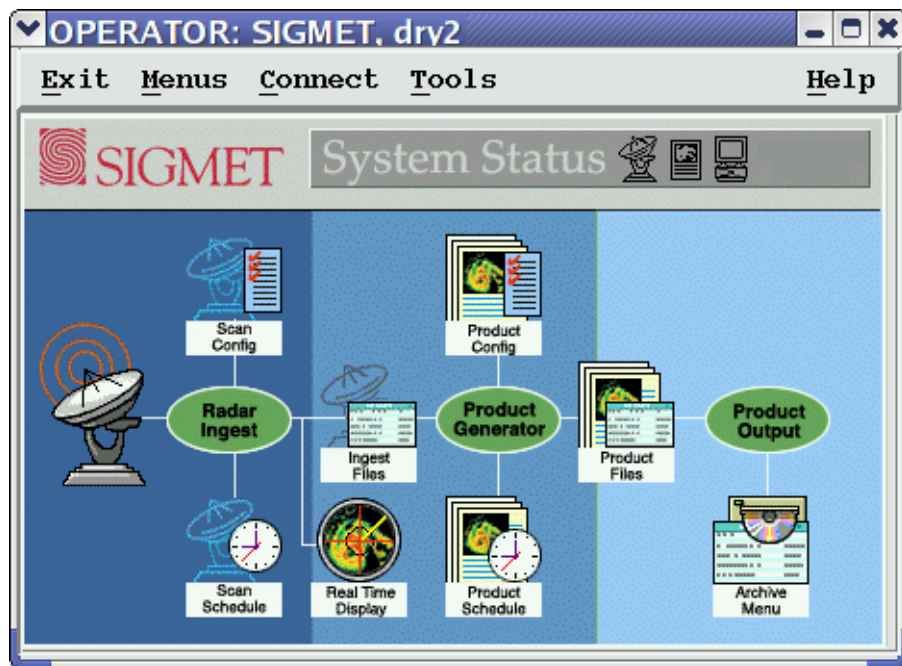 OPERATOR: SIGMET, dry2
Exit Menus Connect Tools Help
SIGMET System Status
Scan
Config
Product
Config
Radar
Ingest
Ingest
Files
Product
Generator
Product
Files
Product
Output
Scan
Schedule
Real Time
Display
Product
Schedule
Archive
Menu